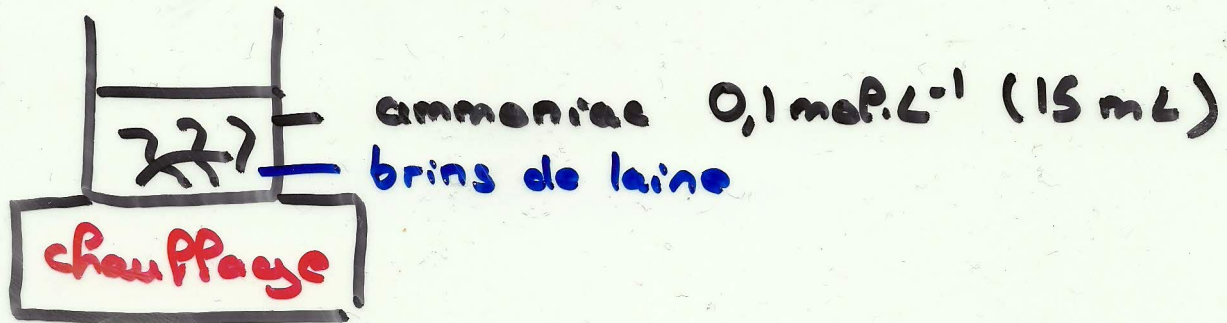 ammoniac 0,1 mol.L⁻¹ (15 mL)
brins de laine
chauffage